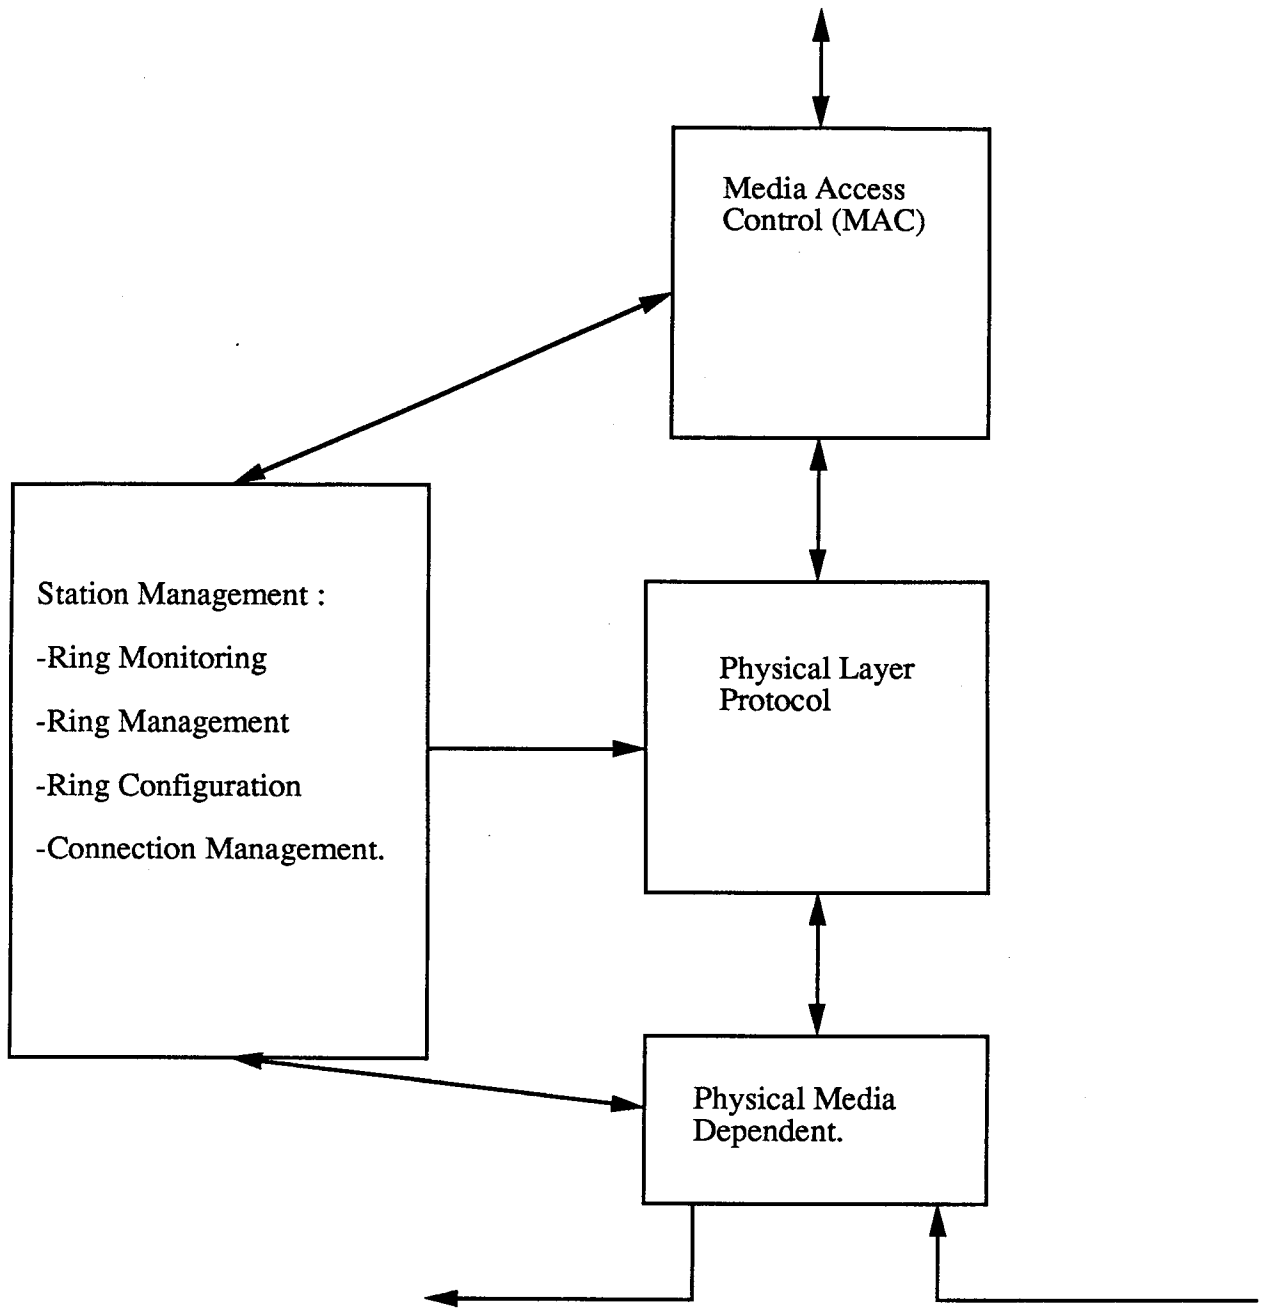 Media Access
Control (MAC)
Station Management :
-Ring Monitoring
-Ring Management
-Ring Configuration
-Connection Management.
Physical Layer
Protocol
Physical Media
Dependent.